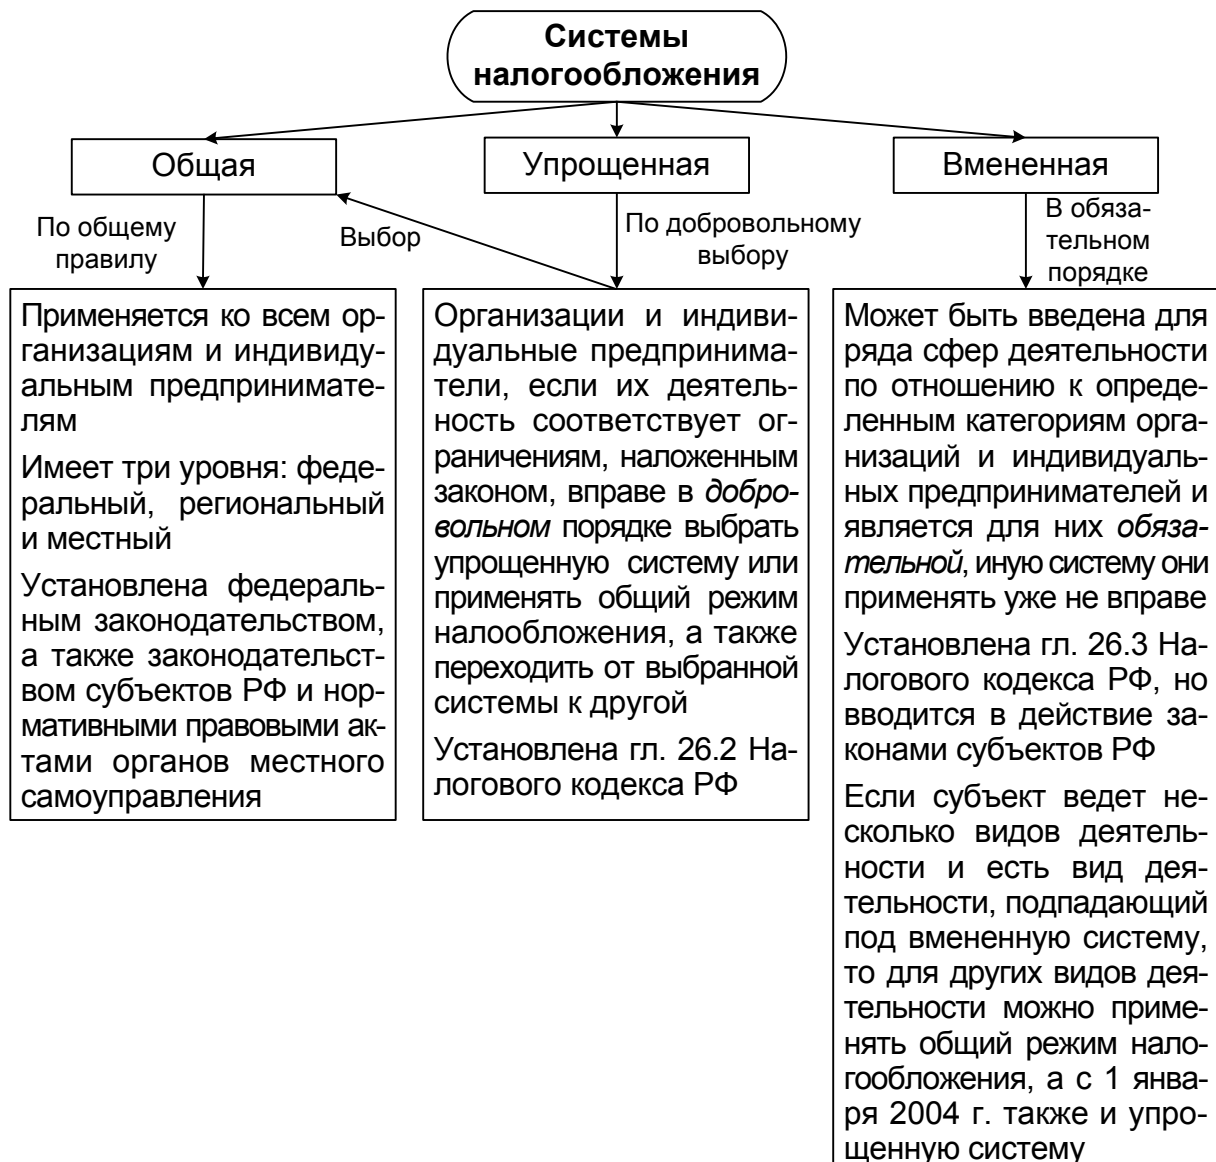 Системы
налогообложения
Общая
Упрощенная
Вмененная
По общему
правилу
Выбор
По добровольному
выбору
В обяза-
тельном
порядке
Применяется ко всем ор-
ганизациям и индивиду-
альным предпринимате-
лям
Имеет три уровня: феде-
ральный, региональный
и местный
Установлена федераль-
ным законодательством,
а также законодательст-
вом субъектов РФ и нор-
мативными правовыми ак-
тами органов местного
самоуправления
Организации и индиви-
дуальные предпринима-
тели, если их деятель-
ность соответствует ог-
раничениям, наложенным
законом, вправе в добро-
вольном порядке выбрать
упрощенную систему или
применять общий режим
налообложения, а также
переходить от выбранной
системы к другой
Установлена гл. 26.2 На-
логового кодекса РФ
Может быть введена для
ряда сфер деятельности
по отношению к опреде-
ленным категориям орга-
низаций и индивидуаль-
ных предпринимателей и
является для них обяза-
тельной, иную систему они
применять уже не вправе
Установлена гл. 26.3 На-
логового кодекса РФ, но
вводится в действие за-
конами субъектов РФ
Если субъект ведет не-
сколько видов деятель-
ности и есть вид дея-
тельности, подпадающий
под вмененную систему,
то для других видов дея-
тельности можно приме-
нять общий режим нало-
гообложения, а с 1 янва-
ря 2004 г. также и упро-
щенную систему